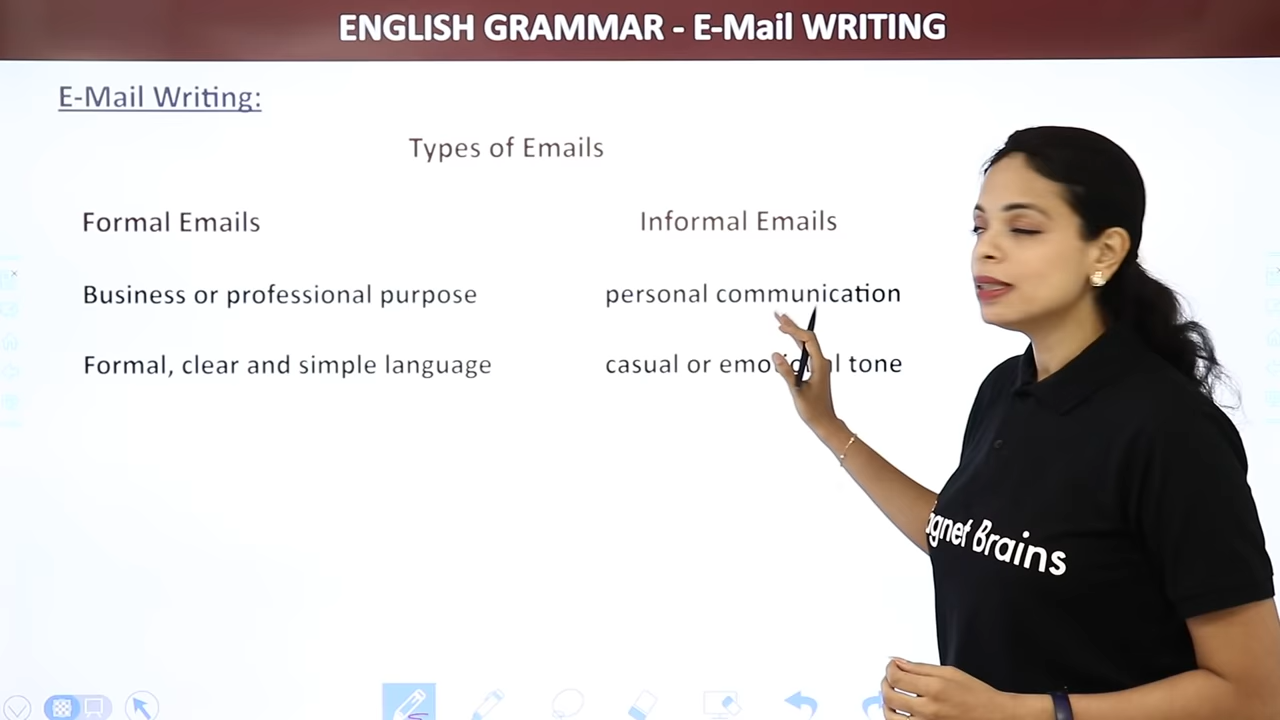 ENGLISH GRAMMAR - E-Mail WRITING
E-Mail Writing:
Types of Emails
Formal Emails
Informal Emails
Business or professional purpose
personal communication
Formal, clear and simple language
casual or emotional tone
Brains